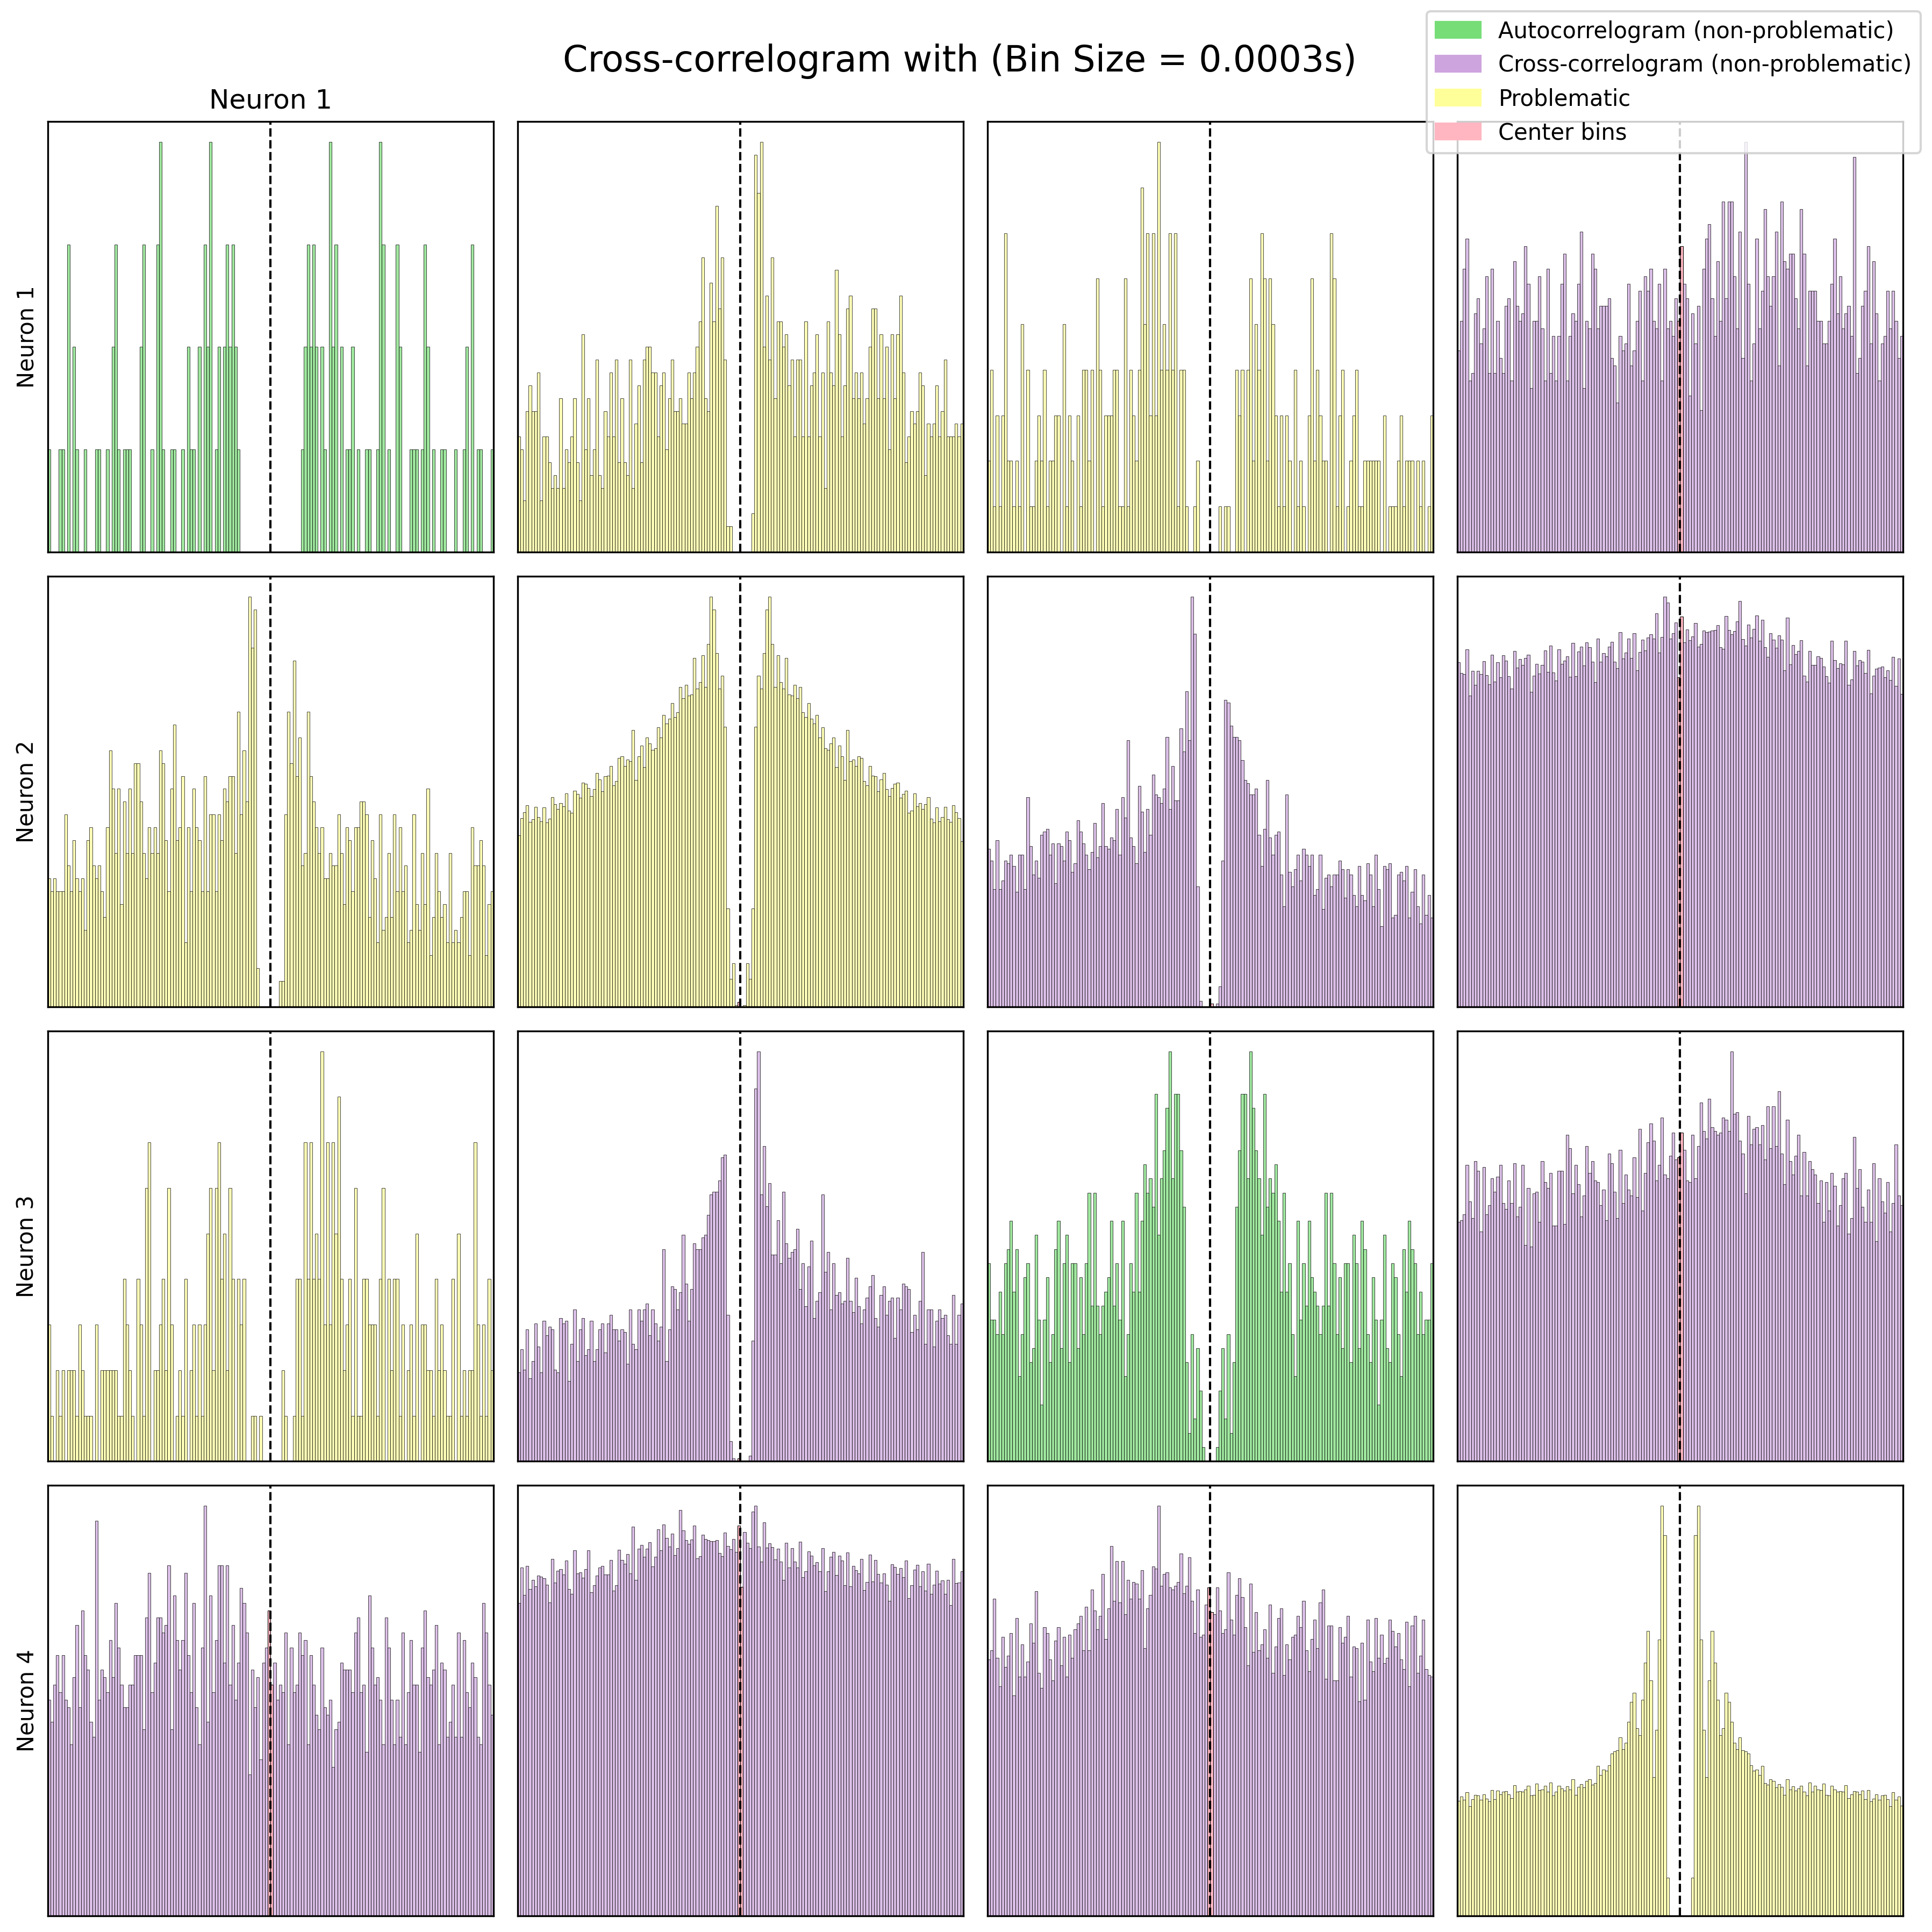 Cross-correlogram with (Bin Size = 0.0003s)
Autocorrelogram (non-problematic)
Cross-correlogram (non-problematic)
Problematic
Center bins
Neuron 1
Neuron 1
Neuron 2
Neuron 3
Neuron 4